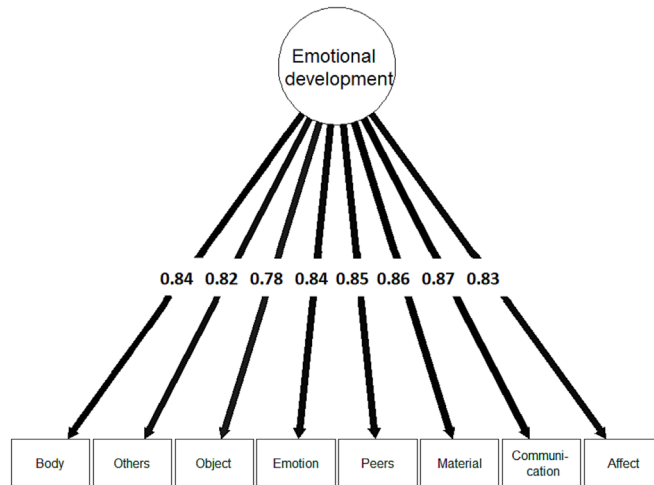 Emotional
development
0.84 0.82 0.78 0.84 0.85 0.86 0.87 0.83
Body Others Object Emotion Peers Material Communi-
cation Affect